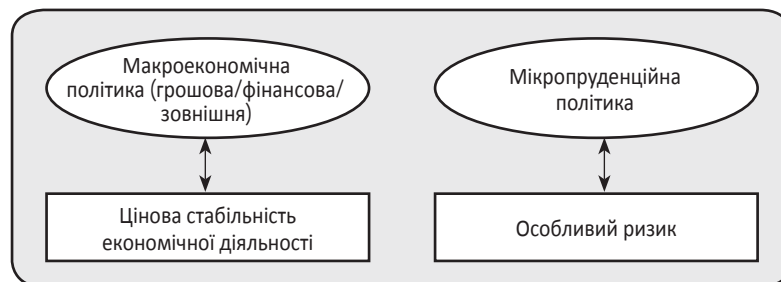 Макроекономічна
політика (грошова/фінансова/
зовнішня)
Мікропруденційна
політика
Цінова стабільність
економічної діяльності
Особливий ризик